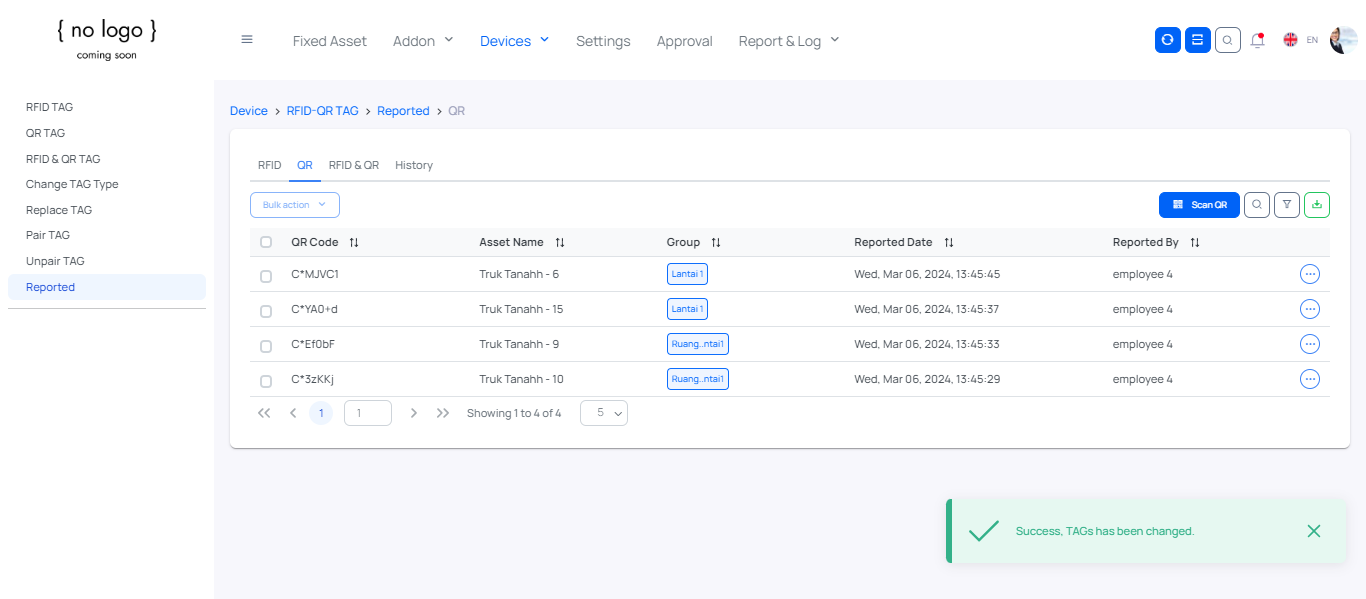 { no logo }
coming soon
Fixed Asset Addon Devices Settings Approval Report & Log EN
RFID TAG
QR TAG
RFID & QR TAG
Change TAG Type
Replace TAG
Pair TAG
Unpair TAG
Reported
Device > RFID-QR TAG > Reported > QR
RFID QR RFID & QR History
Bulk action Scan QR
QR Code Asset Name Group Reported Date Reported By
C*MJVC1 Truk Tanahh - 6 Lantai 1 Wed, Mar 06, 2024, 13:45:45 employee 4
C*YA0+d Truk Tanahh - 15 Lantai 1 Wed, Mar 06, 2024, 13:45:37 employee 4
C*Ef0bF Truk Tanahh - 9 Ruang..ntai1 Wed, Mar 06, 2024, 13:45:33 employee 4
C*3zKKj Truk Tanahh - 10 Ruang..ntai1 Wed, Mar 06, 2024, 13:45:29 employee 4
1 1 Showing 1 to 4 of 4 5
Success, TAGs has been changed.